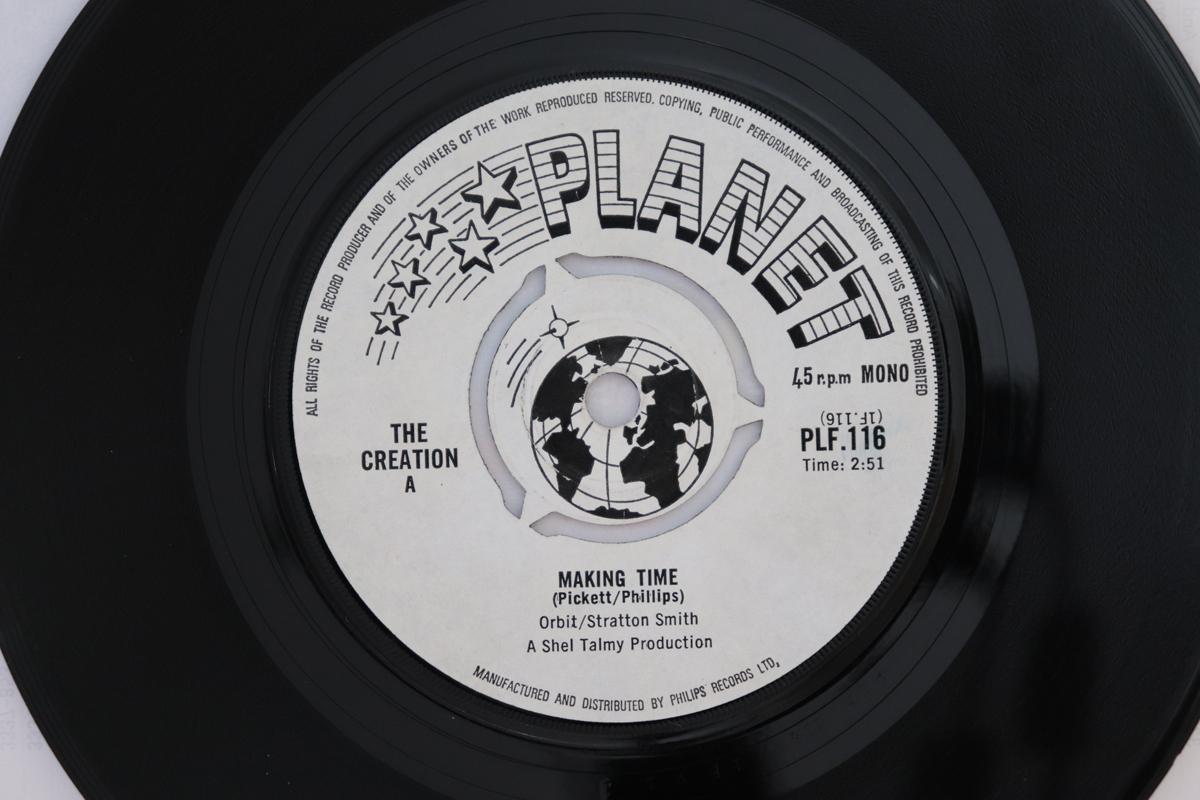 ALL RIGHTS OF THE RECORD PRODUCER AND OF THE OWNERS OF THE WORK REPRODUCED RESERVED. COPYING, PUBLIC PERFORMANCE AND BROADCASTING OF THIS RECORD PROHIBITED
PLANET
45 r.p.m MONO
(1F.116)
PLF.116
Time: 2:51
THE
CREATION
A
MAKING TIME
(Pickett/Phillips)
Orbit/Stratton Smith
A Shel Talmy Production
MANUFACTURED AND DISTRIBUTED BY PHILIPS RECORDS LTD.